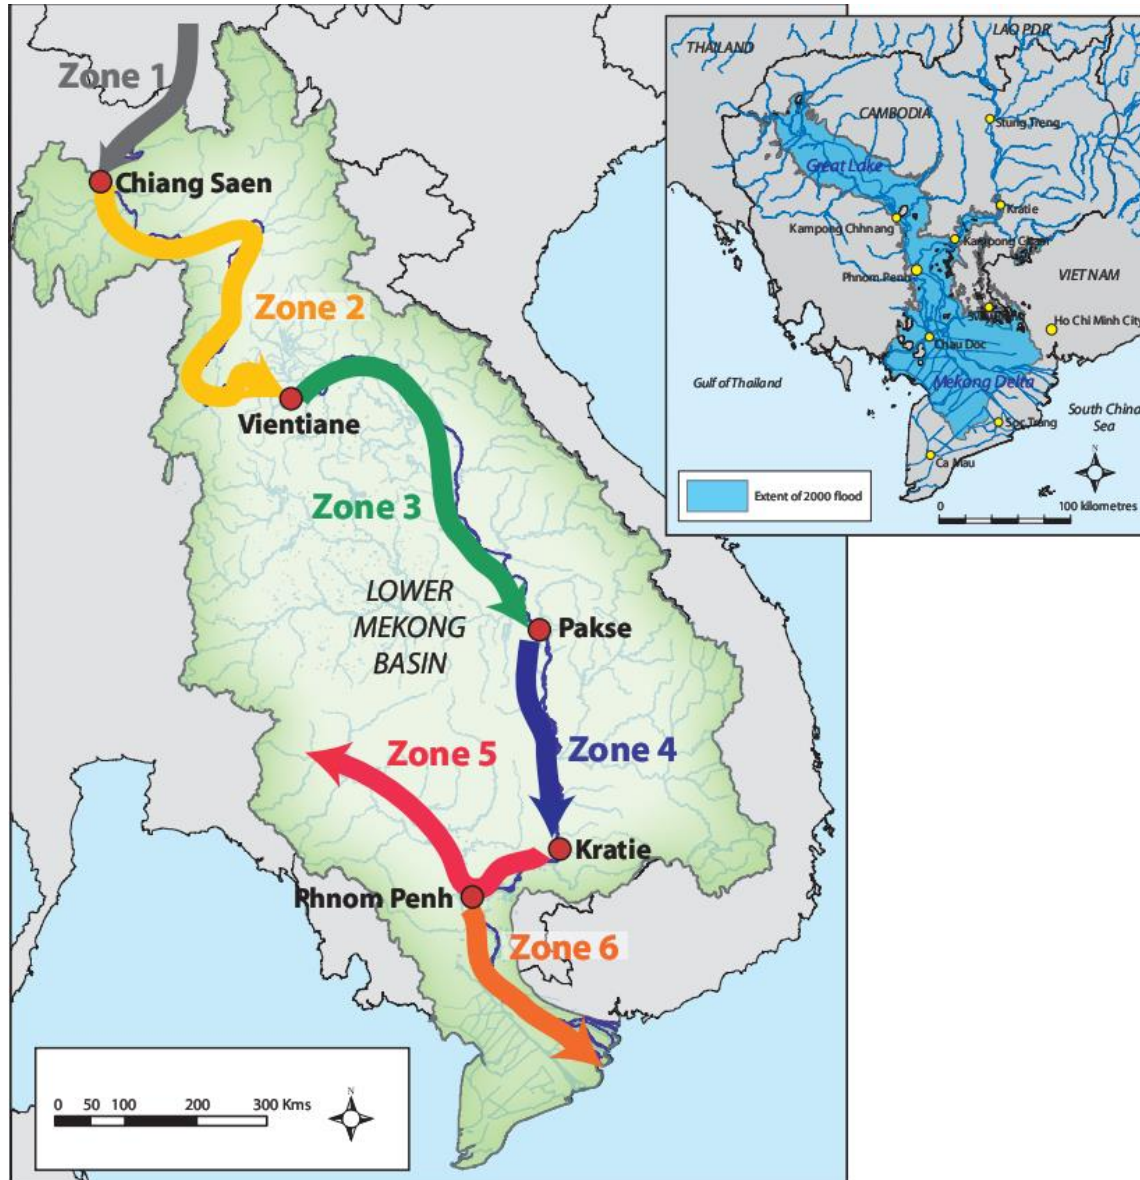 Zone 1
Chiang Saen
Zone 2
Vientiane
Zone 3
LOWER
MEKONG
BASIN
Pakse
Zone 5
Zone 4
Kratie
Phnom Penh
Zone 6
N
0 50 100 200 300 Kms
THAILAND
LAO PDR
CAMBODIA
Stung Treng
Great Lake
Kratie
Kampong Chhnang
Kampong Cham
Phnom Penh
VIET NAM
Ho Chi Minh City
Chau Doc
Gulf of Thailand
Mekong Delta
South China
Sea
Soc Trang
Ca Mau
N
Extent of 2000 flood
0 100 kilometres